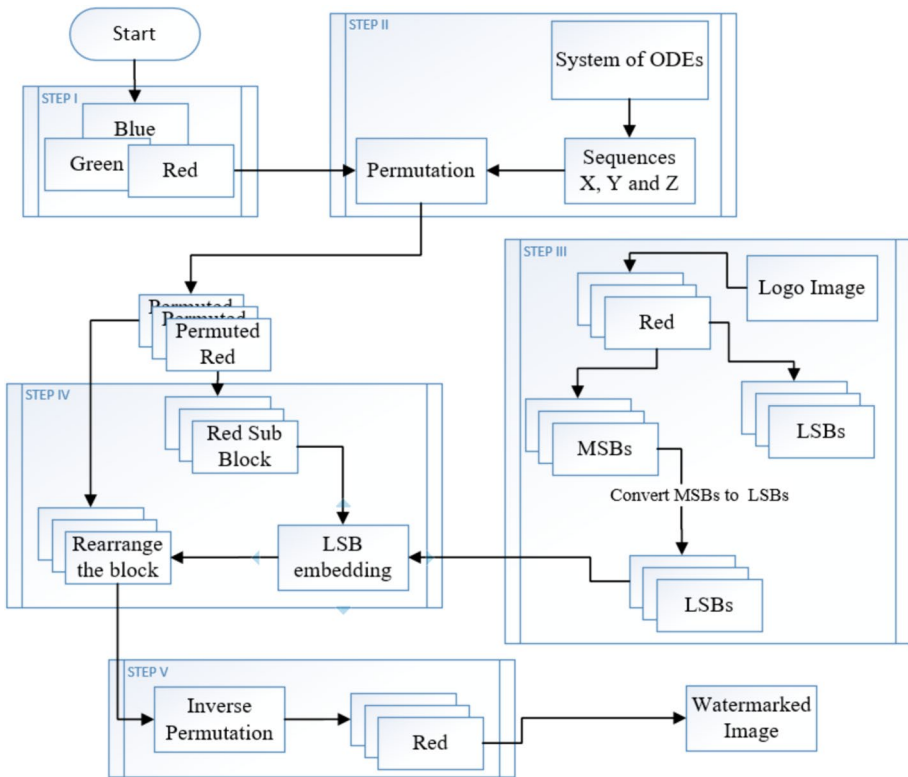 Start
STEP I
Blue
Green
Red
STEP II
System of ODEs
Permutation
Sequences
X, Y and Z
STEP III
Logo Image
Red
MSBs
LSBs
Convert MSBs to LSBs
LSBs
Permuted
Permuted
Permuted
Red
STEP IV
Red Sub
Block
LSB
embedding
Rearrange
the block
STEP V
Inverse
Permutation
Red
Watermarked
Image